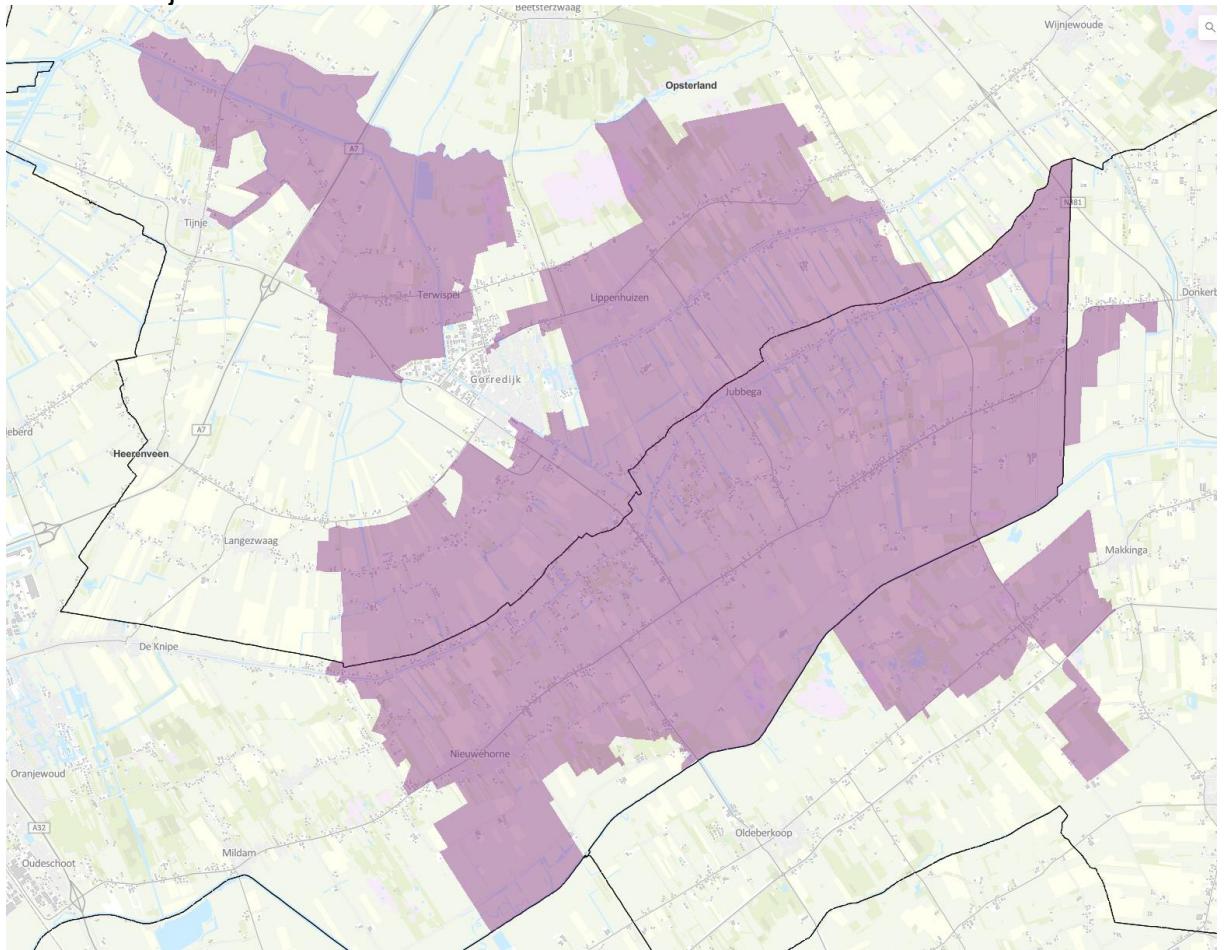 Beetsterzwaag
Wijnjewoude
Opsterland
A7
N381
Tijnje
Terwispel
Lippenhuizen
Donkerb
Gorredijk
Jubbega
A7
ieberd
Heerenveen
Langezwaag
Makkinga
De Knipe
Nieuwehorne
Oranjewoud
A32
Oldeberkoop
Mildam
Oudeschoot